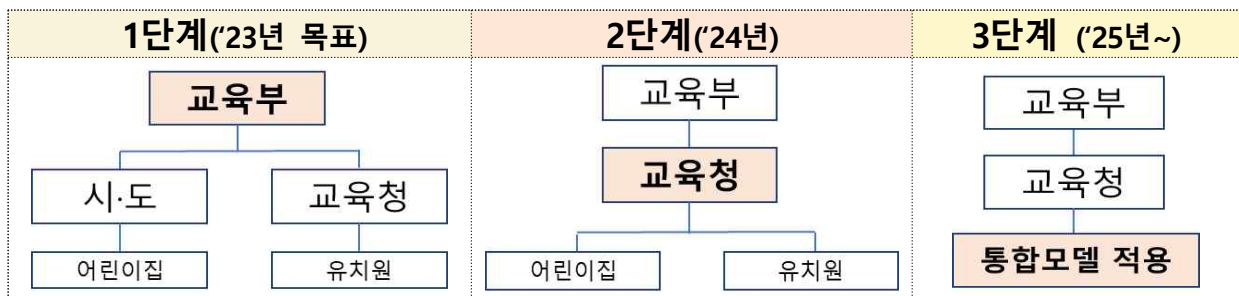 1단계(‘23년 목표)
교육부
시·도
교육청
어린이집
유치원
2단계(‘24년)
교육부
교육청
어린이집
유치원
3단계 (‘25년~)
교육부
교육청
통합모델 적용